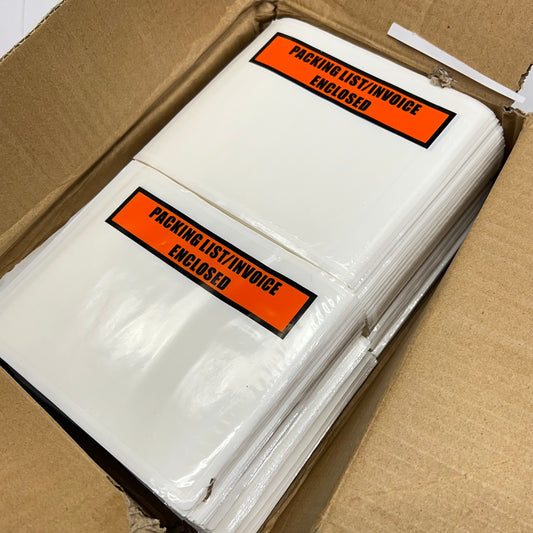 PACKING LIST/INVOICE
ENCLOSED
PACKING LIST/INVOICE
ENCLOSED